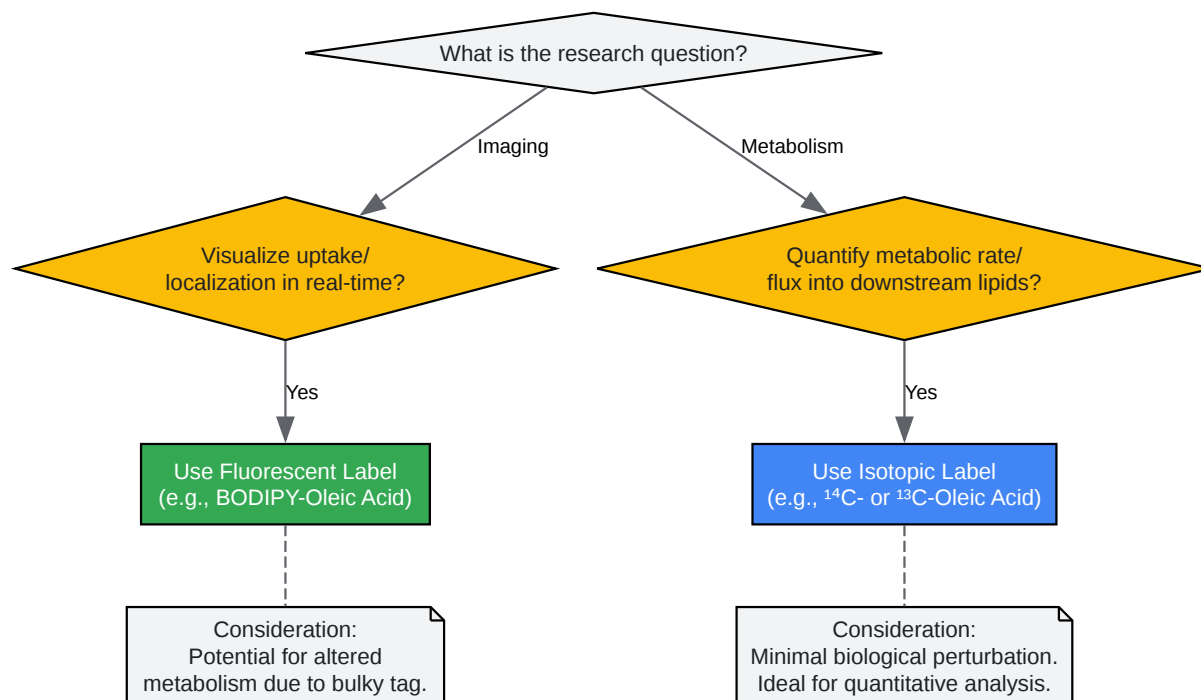 What is the research question?
Imaging
Metabolism
Visualize uptake/
localization in real-time?
Quantify metabolic rate/
flux into downstream lipids?
Yes
Yes
Use Fluorescent Label
(e.g., BODIPY-Oleic Acid)
Use Isotopic Label
(e.g., ¹⁴C- or ¹³C-Oleic Acid)
Consideration:
Potential for altered
metabolism due to bulky tag.
Consideration:
Minimal biological perturbation.
Ideal for quantitative analysis.